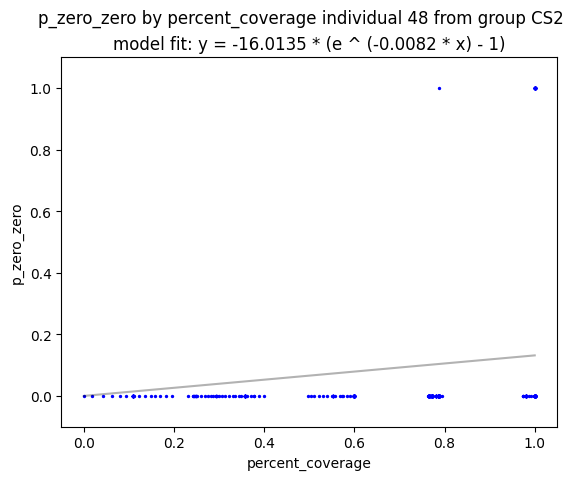 p_zero_zero by percent_coverage individual 48 from group CS2
model fit: y = -16.0135 * (e ^ (-0.0082 * x) - 1)
1.0
0.8
0.6
0.4
0.2
0.0
p_zero_zero
0.0 0.2 0.4 0.6 0.8 1.0
percent_coverage